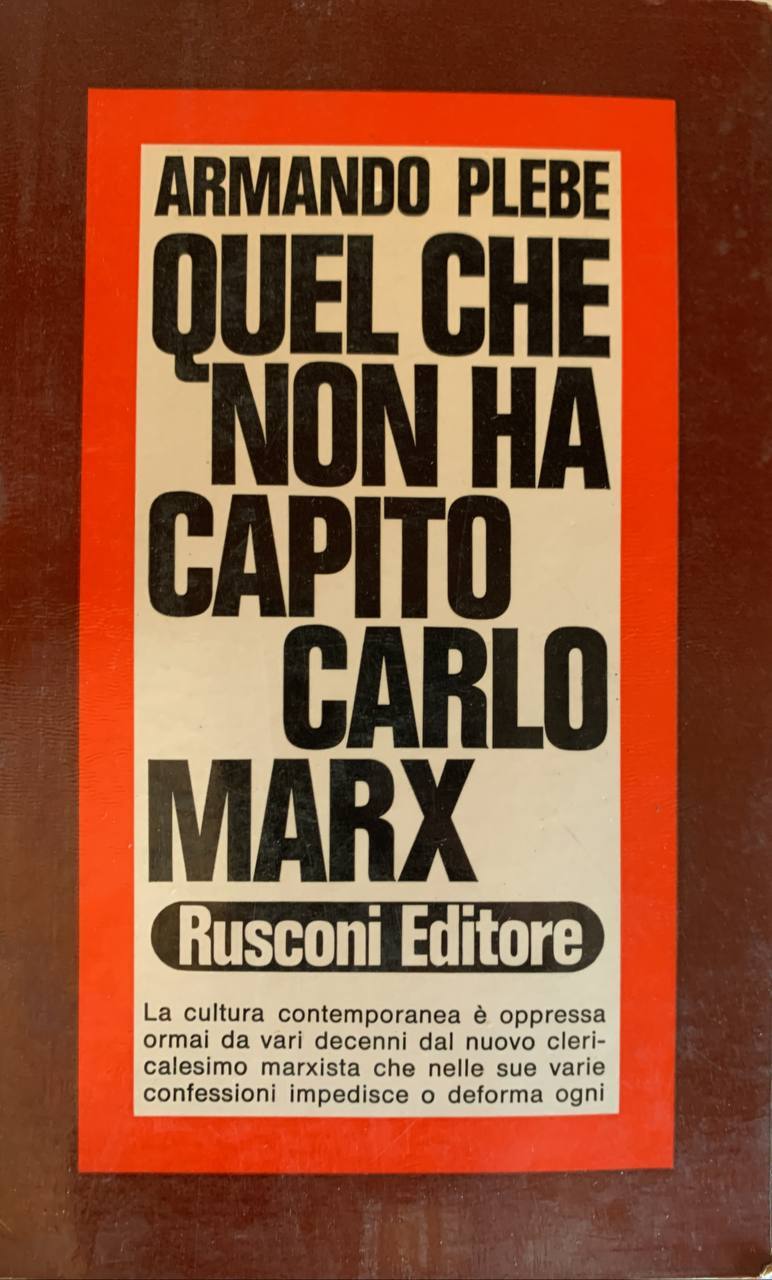 ARMANDO PLEBE
QUEL CHE
NON HA
CAPITO
CARLO
MARX
Rusconi Editore
La cultura contemporanea è oppressa
ormai da vari decenni dal nuovo cleri-
calesimo marxista che nelle sue varie
confessioni impedisce o deforma ogni